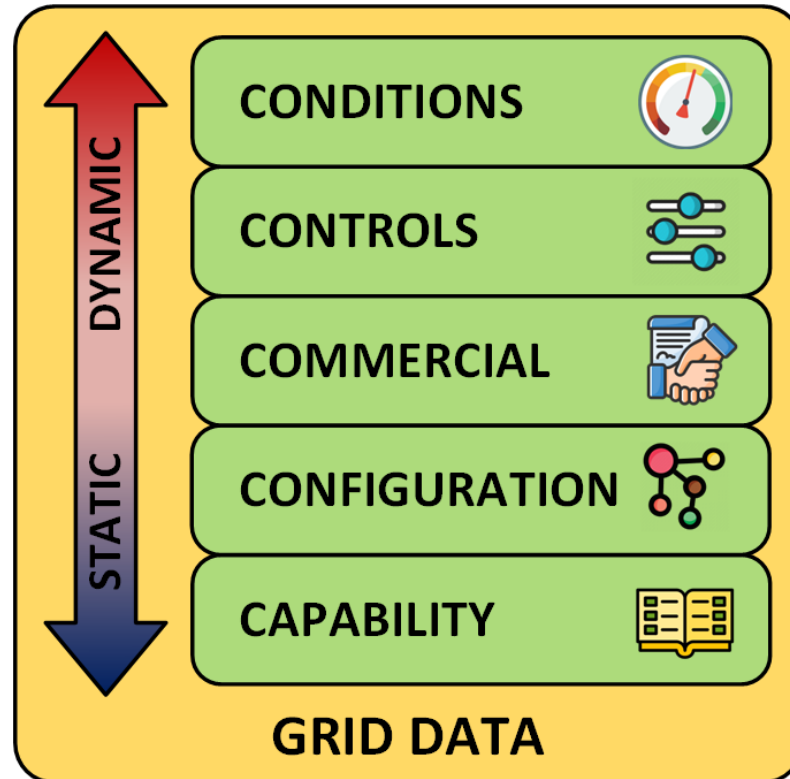 DYNAMIC
STATIC
CONDITIONS
CONTROLS
COMMERCIAL
CONFIGURATION
CAPABILITY
GRID DATA